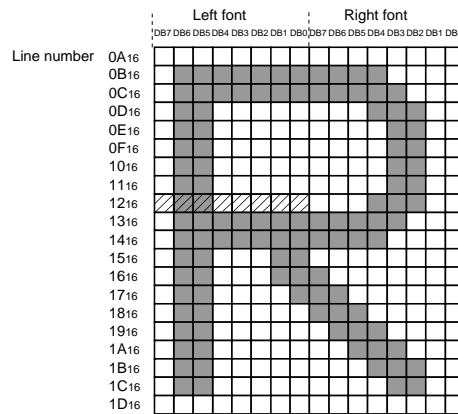 Left font Right font
DB7 DB6 DB5 DB4 DB3 DB2 DB1 DB0 DB7 DB6 DB5 DB4 DB3 DB2 DB1
Line number 0A16
0B16
0C16
0D16
0E16
0F16
1016
1116
1216
1316
1416
1516
1616
1716
1816
1916
1A16
1B16
1C16
1D16